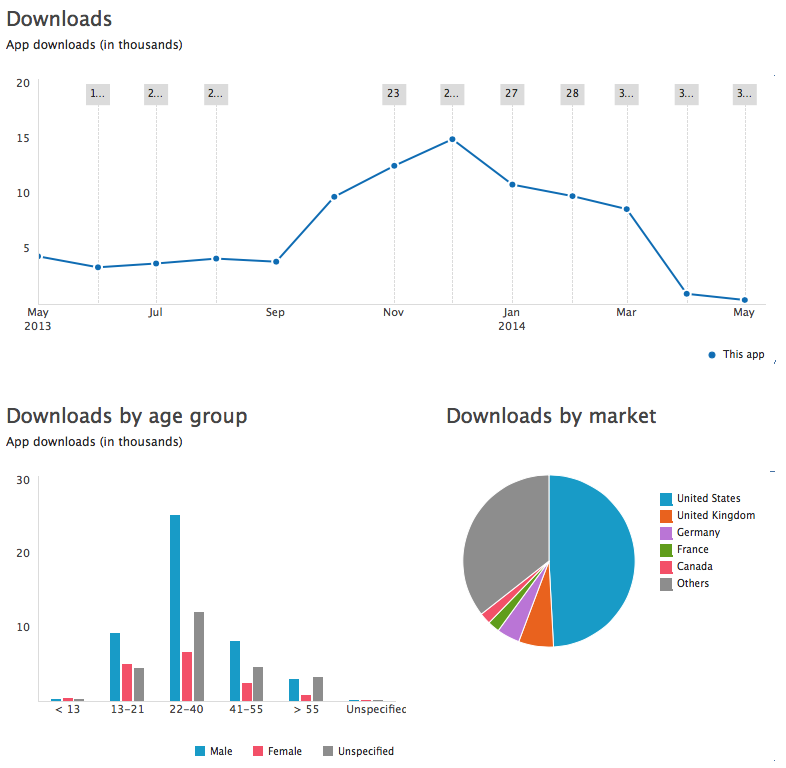 Downloads
App downloads (in thousands)
20
1... 2... 2... 23 2... 27 28 3... 3... 3...
15
10
5
May Jul Sep Nov Jan Mar May
2013 2014
This app
Downloads by age group
Downloads by market
App downloads (in thousands)
30
20
10
< 13 13-21 22-40 41-55 > 55 Unspecified
Male Female Unspecified
United States
United Kingdom
Germany
France
Canada
Others